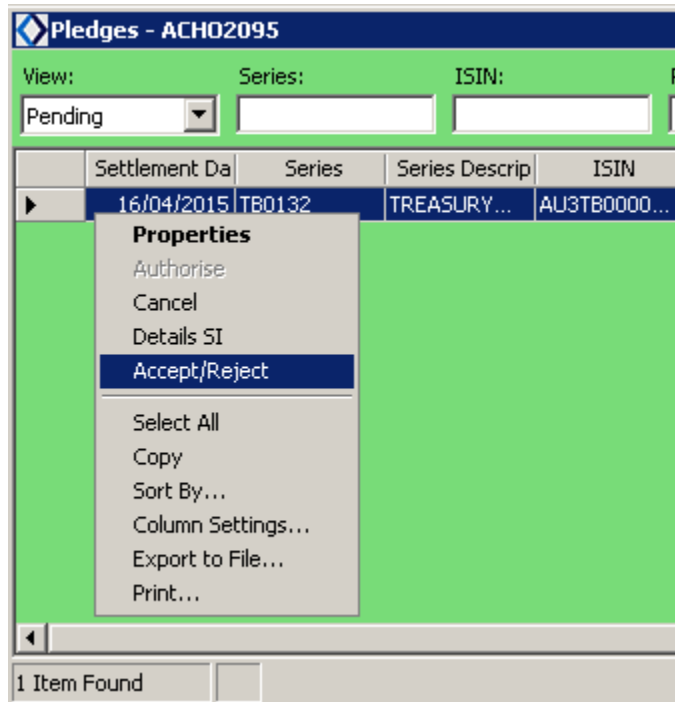 Pledges - ACHO2095
View: Series: ISIN:
Pending
Settlement Da Series Series Descrip ISIN
16/04/2015 TB0132 TREASURY... AU3TB0000...
Properties
Authorise
Cancel
Details SI
Accept/Reject
Select All
Copy
Sort By...
Column Settings...
Export to File...
Print...
1 Item Found